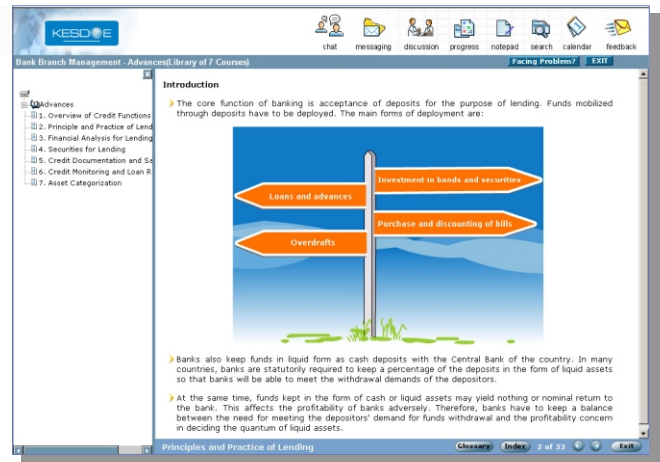 KESDEE
chat messaging discussion progress notepad search calendar feedback
Bank Branch Management - Advances(Library of 7 Courses)
Facing Problem? EXIT
Advances
1. Overview of Credit Functions
2. Principle and Practice of Lend
3. Financial Analysis for Lending
4. Securities for Lending
5. Credit Documentation and Sa
6. Credit Monitoring and Loan R
7. Asset Categorization
Introduction
The core function of banking is acceptance of deposits for the purpose of lending. Funds mobilized
through deposits have to be deployed. The main forms of deployment are:
Investment in bonds and securities
Loans and advances
Purchase and discounting of bills
Overdrafts
Banks also keep funds in liquid form as cash deposits with the Central Bank of the country. In many
countries, banks are statutorily required to keep a percentage of the deposits in the form of liquid assets
so that banks will be able to meet the withdrawal demands of the depositors.
At the same time, funds kept in the form of cash or liquid assets may yield nothing or nominal return to
the bank. This affects the profitability of banks adversely. Therefore, banks have to keep a balance
between the need for meeting the depositors' demand for funds withdrawal and the profitability concern
in deciding the quantum of liquid assets.
Principles and Practice of Lending
Glossary Index 2 of 33 Exit